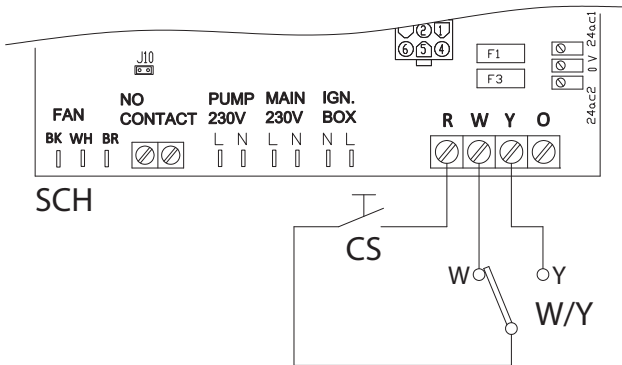 2 1
6 5 4
J10
F1
F3
24ac1
0 V
24ac2
FAN
BK WH BR
NO
CONTACT
PUMP
230V
L N
MAIN
230V
L N
IGN.
BOX
N L
R W Y O
SCH
CS
W Y
W/Y